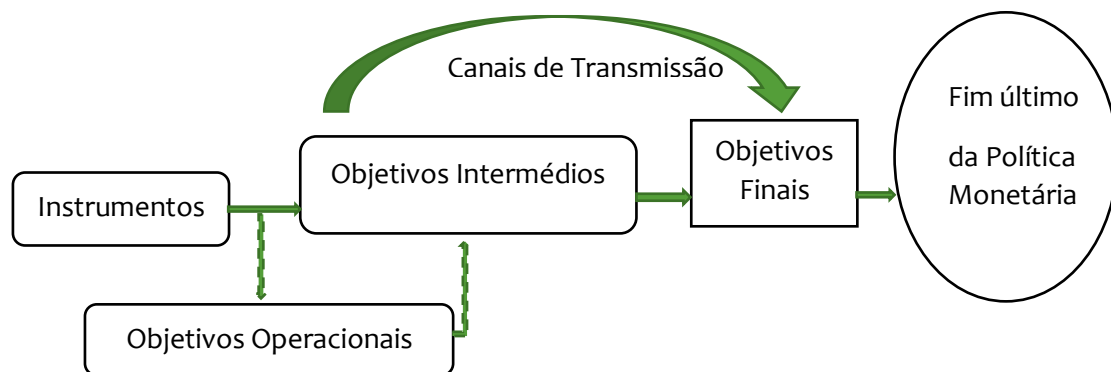 Canais de Transmissão
Fim último
da Política
Monetária
Objetivos Intermédios
Objetivos
Finais
Instrumentos
Objetivos Operacionais